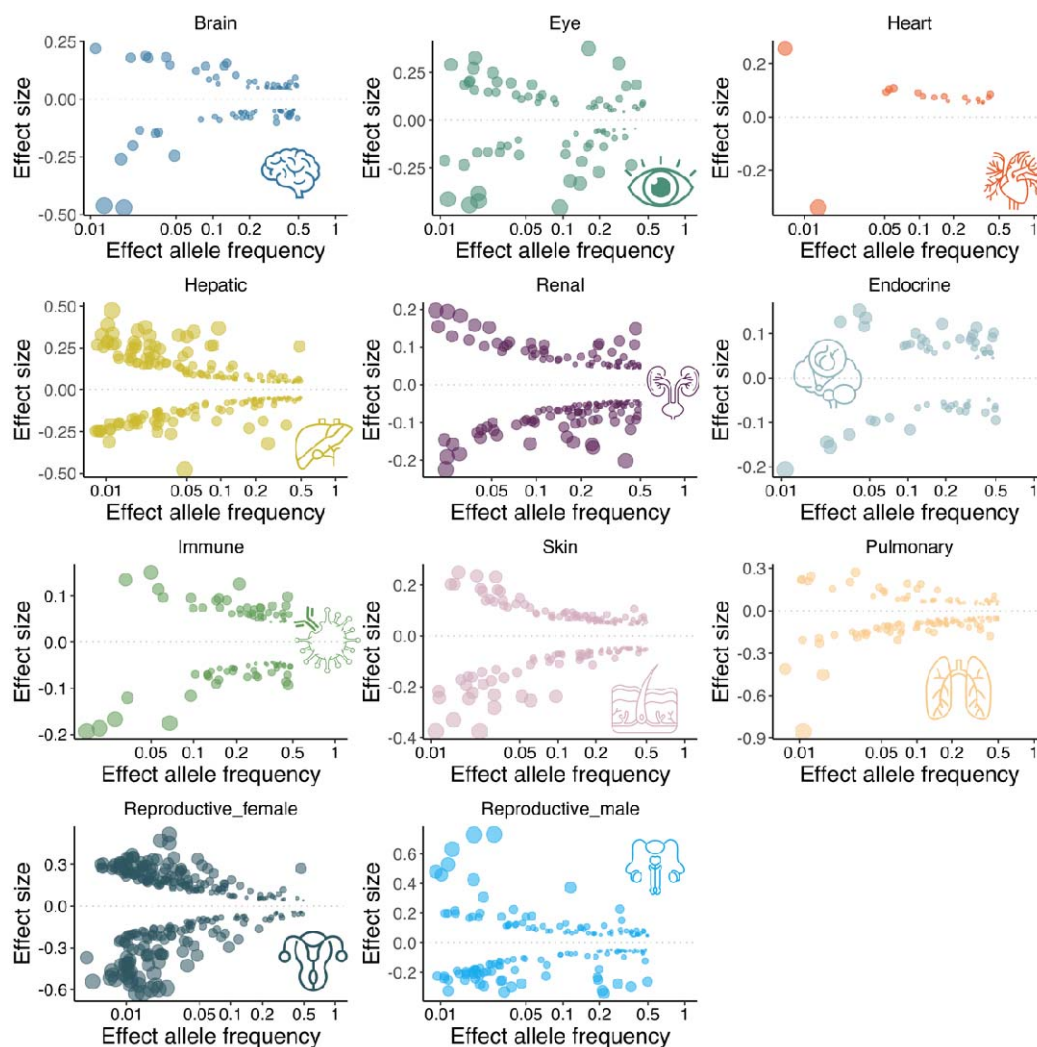 Brain
Eye
Heart
0.25
0.00
-0.25
-0.50
0.25
0.00
-0.25
0.2
0.0
-0.2
Effect size
Effect size
Effect size
0.01 0.05 0.1 0.2 0.5 1
0.01 0.05 0.1 0.2 0.5 1
0.01 0.05 0.1 0.2 0.5 1
Effect allele frequency
Effect allele frequency
Effect allele frequency
Hepatic
Renal
Endocrine
0.50
0.25
0.00
-0.25
-0.50
0.2
0.1
0.0
-0.1
-0.2
0.1
0.0
-0.1
-0.2
Effect size
Effect size
Effect size
0.01 0.05 0.1 0.2 0.5 1
0.05 0.1 0.2 0.5 1
0.01 0.05 0.1 0.2 0.5 1
Effect allele frequency
Effect allele frequency
Effect allele frequency
Immune
Skin
Pulmonary
0.1
0.0
-0.1
-0.2
0.2
0.0
-0.2
-0.4
0.3
0.0
-0.3
-0.6
-0.9
Effect size
Effect size
Effect size
0.05 0.1 0.2 0.5 1
0.01 0.05 0.1 0.2 0.5 1
0.01 0.05 0.1 0.2 0.5 1
Effect allele frequency
Effect allele frequency
Effect allele frequency
Reproductive_female
Reproductive_male
0.3
0.0
-0.3
-0.6
0.6
0.4
0.2
0.0
-0.2
Effect size
Effect size
0.01 0.05 0.1 0.2 0.5 1
0.01 0.05 0.1 0.2 0.5 1
Effect allele frequency
Effect allele frequency